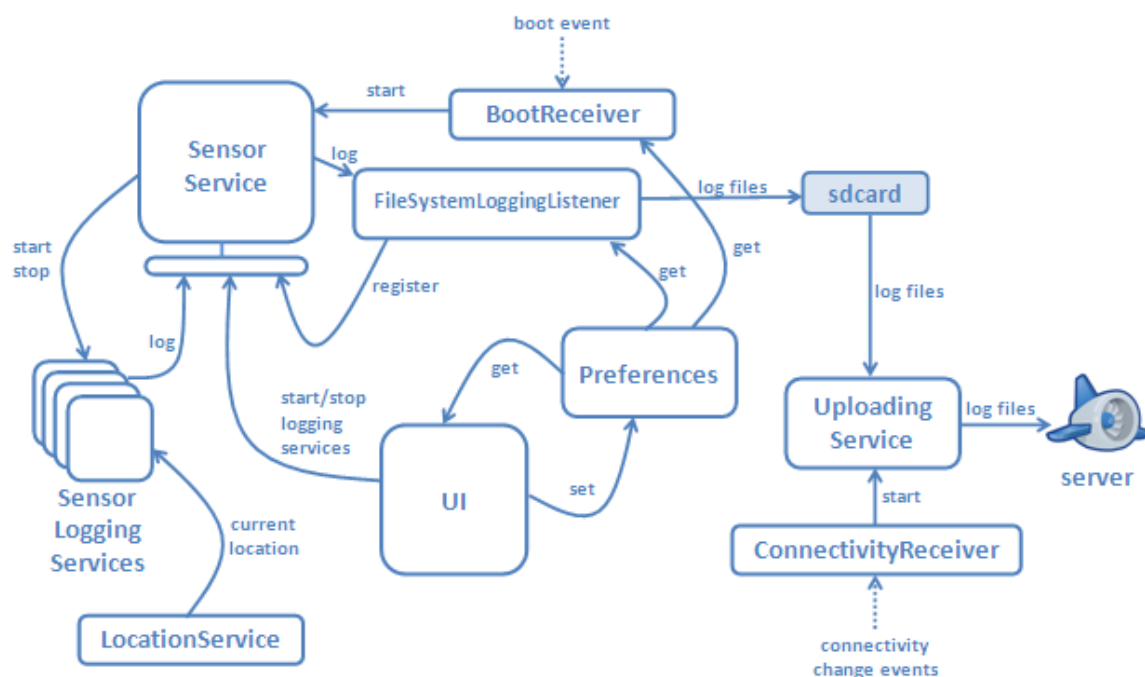 boot event
start
BootReceiver
Sensor
Service
log
FileSystemLoggingListener
log files
sdcard
start
stop
register
get
get
log files
log
get
Preferences
start/stop
logging
services
Uploading
Service
log files
server
UI
set
start
Sensor
Logging
Services
current
location
ConnectivityReceiver
LocationService
connectivity
change events